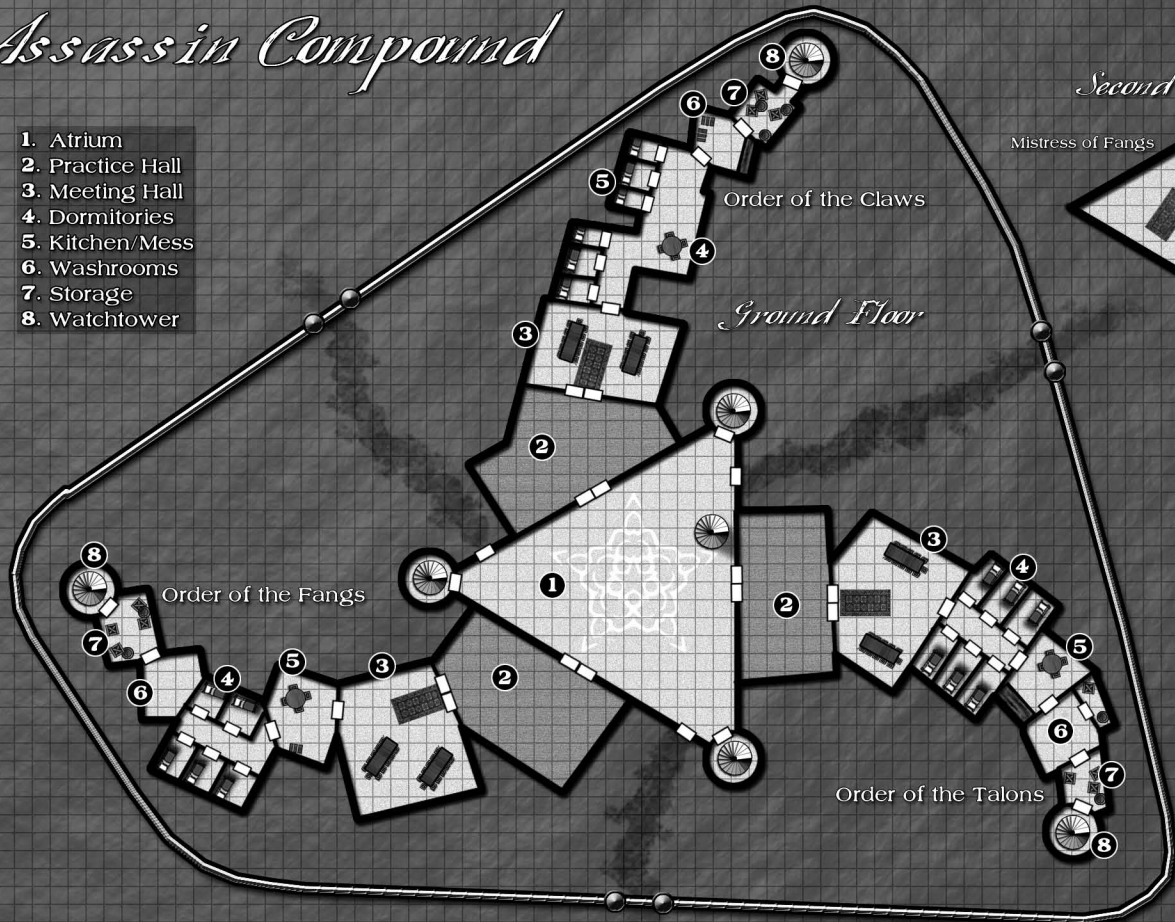 Assassin Compound
Second
Mistress of Fangs
1. Atrium
2. Practice Hall
3. Meeting Hall
4. Dormitories
5. Kitchen/Mess
6. Washrooms
7. Storage
8. Watchtower
8
7
6
5
Order of the Claws
4
Ground Floor
3
2
8
Order of the Fangs
7
6
4
5
3
2
1
2
3
4
5
6
7
Order of the Talons
8